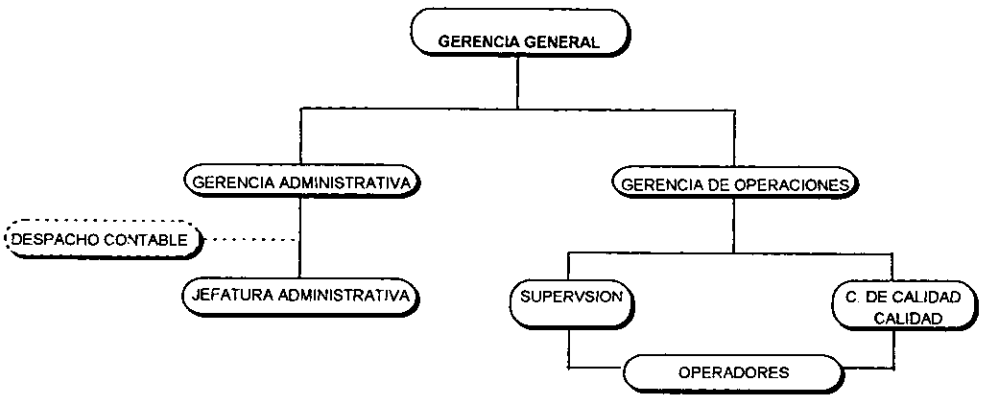 GERENCIA GENERAL
GERENCIA ADMINISTRATIVA
GERENCIA DE OPERACIONES
DESPACHO CONTABLE
JEFATURA ADMINISTRATIVA
SUPERVSION
C. DE CALIDAD
CALIDAD
OPERADORES